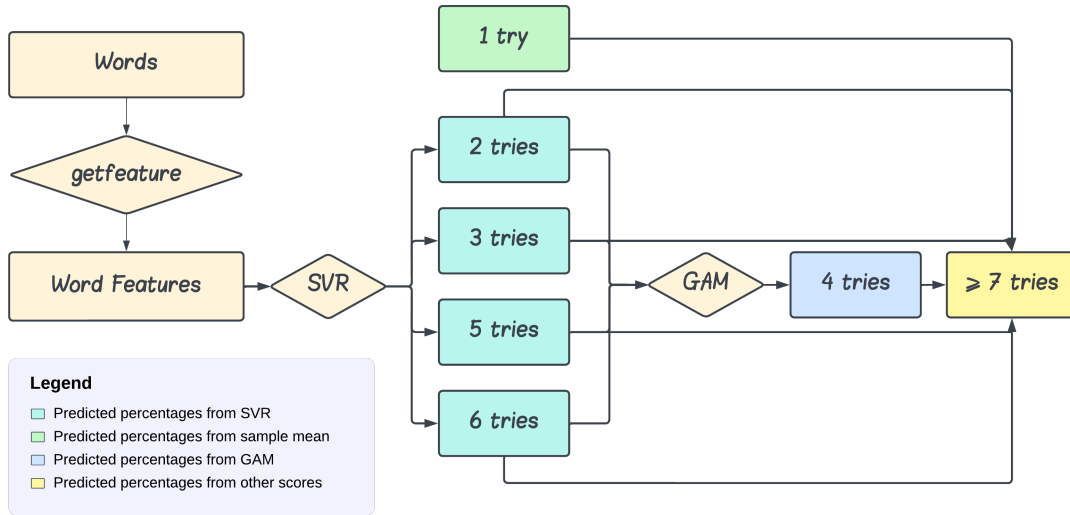 1 try
Words
2 tries
getfeature
3 tries
Word Features
SVR
GAM
4 tries
⩾ 7 tries
5 tries
6 tries
Legend
Predicted percentages from SVR
Predicted percentages from sample mean
Predicted percentages from GAM
Predicted percentages from other scores